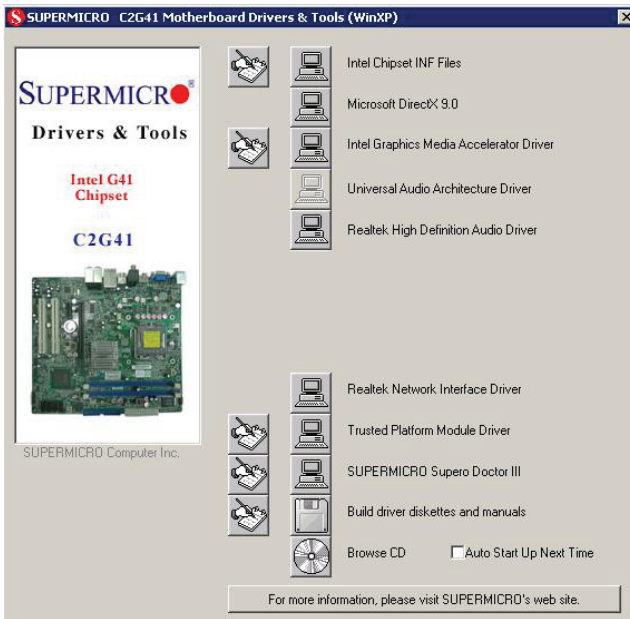 SUPERMICRO C2G41 Motherboard Drivers & Tools (WinXP)
SUPERMICRO®
Drivers & Tools
Intel G41
Chipset
C2G41
SUPERMICRO Computer Inc.
Intel Chipset INF Files
Microsoft DirectX 9.0
Intel Graphics Media Accelerator Driver
Universal Audio Architecture Driver
Realtek High Definition Audio Driver
Realtek Network Interface Driver
Trusted Platform Module Driver
SUPERMICRO Supero Doctor III
Build driver diskettes and manuals
Browse CD
Auto Start Up Next Time
For more information, please visit SUPERMICRO's web site.